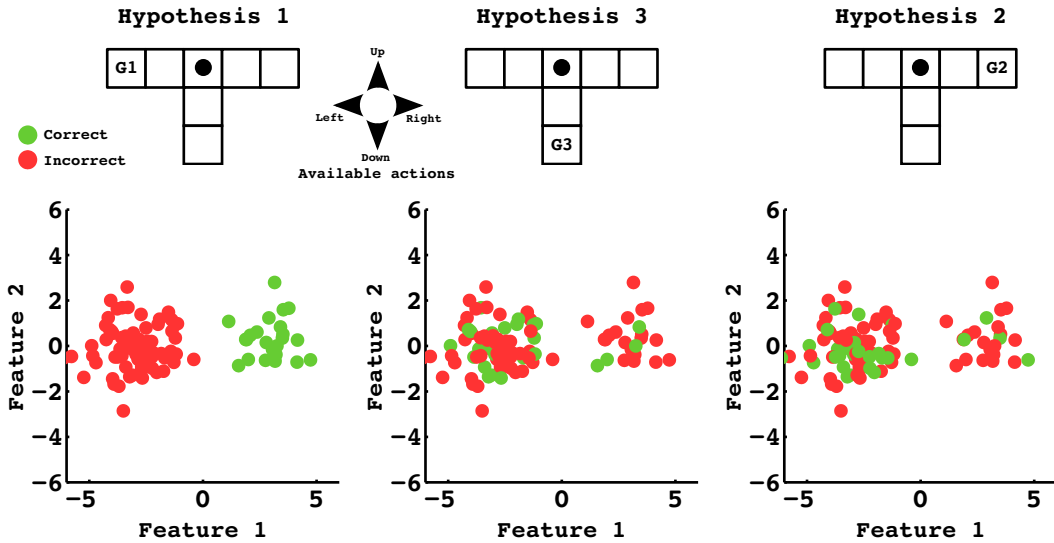 Hypothesis 1
Hypothesis 3
Hypothesis 2
G1
Up
Left
Right
Down
Available actions
G3
G2
Correct
Incorrect
6
4
2
0
−2
−4
−6
−5
0
5
Feature 2
Feature 1
6
4
2
0
−2
−4
−6
−5
0
5
Feature 2
Feature 1
6
4
2
0
−2
−4
−6
−5
0
5
Feature 2
Feature 1